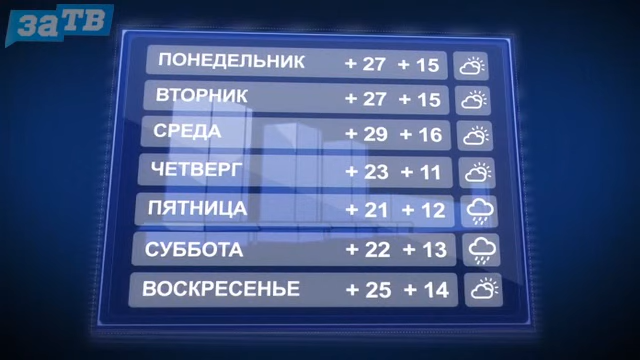 заТВ
ПОНЕДЕЛЬНИК + 27 + 15
ВТОРНИК + 27 + 15
СРЕДА + 29 + 16
ЧЕТВЕРГ + 23 + 11
ПЯТНИЦА + 21 + 12
СУББОТА + 22 + 13
ВОСКРЕСЕНЬЕ + 25 + 14